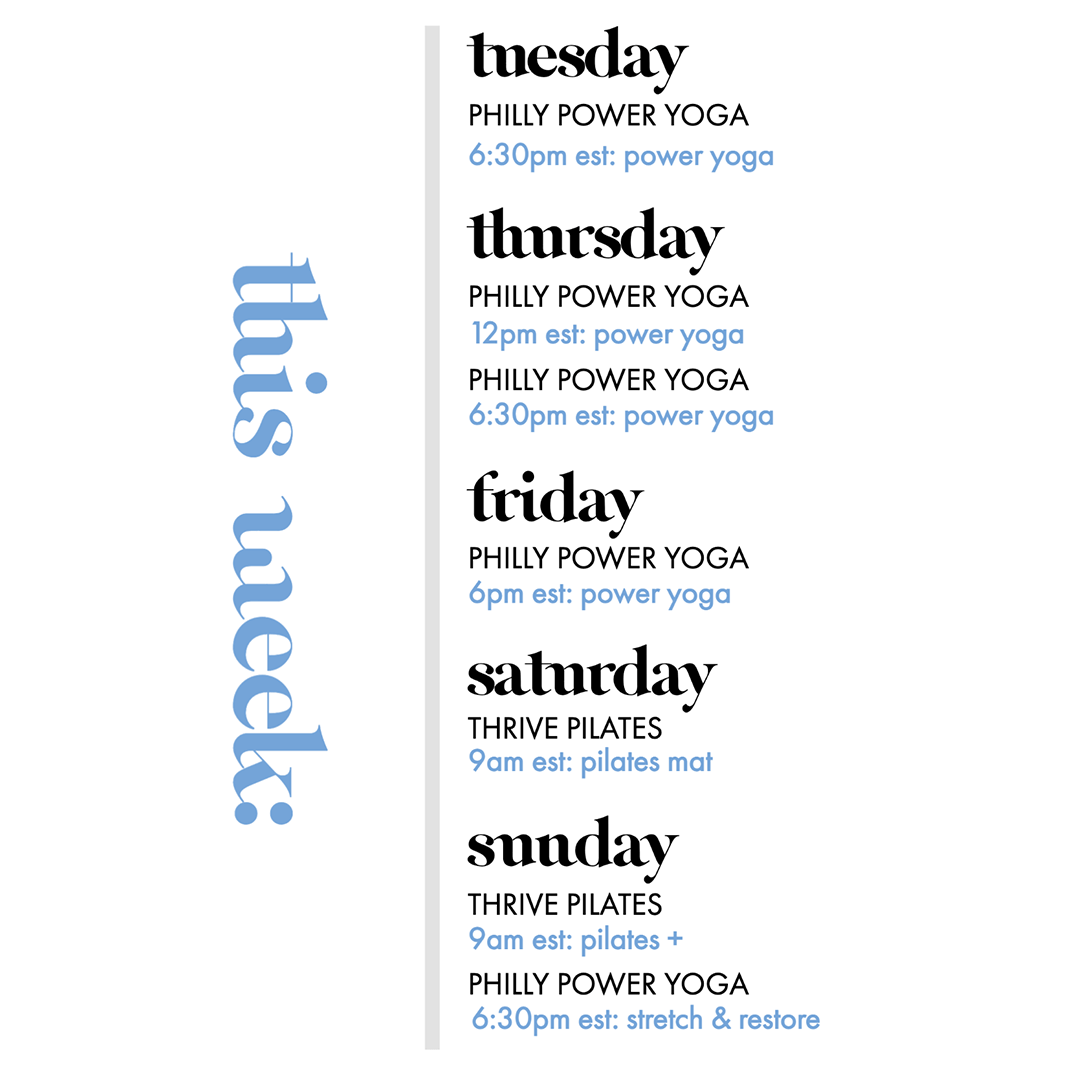 this week:
tuesday
PHILLY POWER YOGA
6:30pm est: power yoga
thursday
PHILLY POWER YOGA
12pm est: power yoga
PHILLY POWER YOGA
6:30pm est: power yoga
friday
PHILLY POWER YOGA
6pm est: power yoga
saturday
THRIVE PILATES
9am est: pilates mat
sunday
THRIVE PILATES
9am est: pilates +
PHILLY POWER YOGA
6:30pm est: stretch & restore